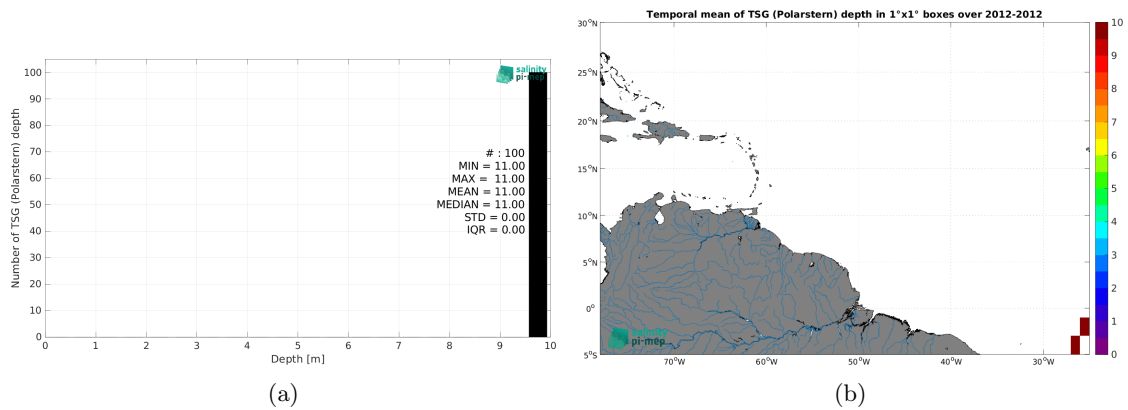 Temporal mean of TSG (Polarstern) depth in 1°x1° boxes over 2012-2012
salinity
pi-mep
# : 100
MIN = 11.00
MAX = 11.00
MEAN = 11.00
MEDIAN = 11.00
STD = 0.00
IQR = 0.00
Number of TSG (Polarstern) depth
100
90
80
70
60
50
40
30
20
10
0
0 1 2 3 4 5 6 7 8 9 10
Depth [m]
(a)
30°N
25°N
20°N
15°N
10°N
5°N
0°
5°S
70°W 60°W 50°W 40°W 30°W
salinity
pi-mep
10
9
8
7
6
5
4
3
2
1
0
(b)